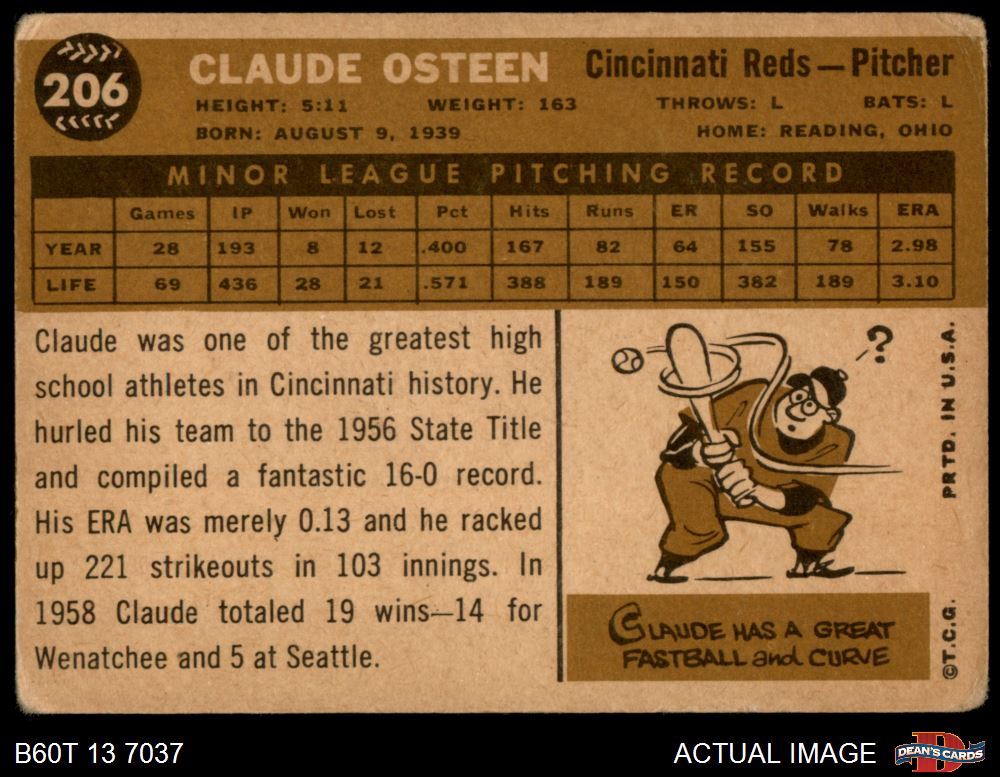 206
CLAUDE OSTEEN Cincinnati Reds—Pitcher
HEIGHT: 5:11 WEIGHT: 163 THROWS: L BATS: L
BORN: AUGUST 9, 1939 HOME: READING, OHIO
MINOR LEAGUE PITCHING RECORD
Games IP Won Lost Pct Hits Runs ER SO Walks ERA
YEAR 28 193 8 12 .400 167 82 64 155 78 2.98
LIFE 69 436 28 21 .571 388 189 150 382 189 3.10
Claude was one of the greatest high
school athletes in Cincinnati history. He
hurled his team to the 1956 State Title
and compiled a fantastic 16-0 record.
His ERA was merely 0.13 and he racked
up 221 strikeouts in 103 innings. In
1958 Claude totaled 19 wins—14 for
Wenatchee and 5 at Seattle.
?
CLAUDE HAS A GREAT
FASTBALL and CURVE
©T.C.G. PRTD. IN U.S.A.
B60T 13 7037 ACTUAL IMAGE
D
DEAN'S CARDS